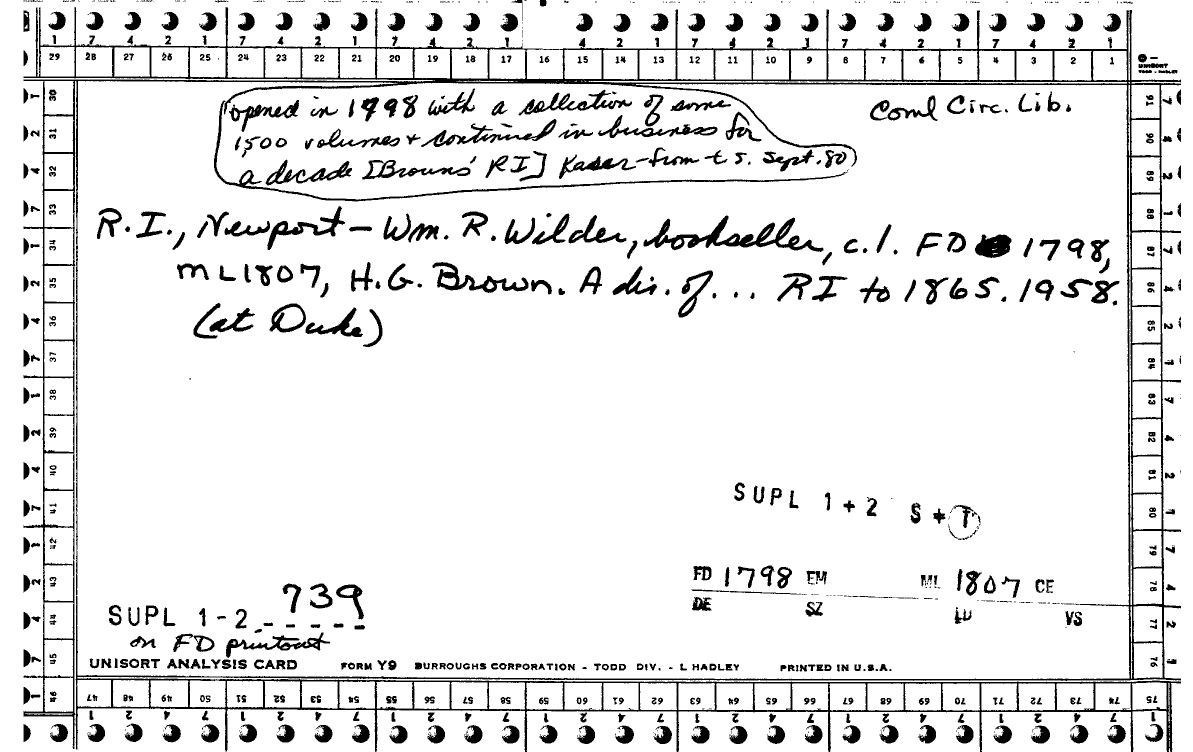 7 4 2 1 7 4 2 1 7 4 2 1 4 2 1 7 4 2 1 7 4 2 1 7 4 2 1
29 28 27 26 25 24 23 22 21 20 19 18 17 16 15 14 13 12 11 10 9 8 7 6 5 4 3 2 1
UNISORT
TODD - HADLEY
Coml Circ. Lib.
opened in 1798 with a collection of some
1,500 volumes + continued in business for
a decade [Browns' RI] Kaser-from-t S. Sept. 80
R.I., Newport - Wm. R. Wilder, bookseller, c.l. FD 1798,
ML1807, H.G. Brown. A dir. of ... RI to 1865. 1958.
(at Duke)
30 31 32 33 34 35 36 37 38 39 40 41 42 43 44 45 46
91 90 89 88 87 86 85 84 83 82 81 80 79 78 77 76 75
SUPL 1+2 S+T
FD 1798 EM ML 1807 CE
DE SZ LD VS
739
SUPL 1-2 - - - - -
on FD printout
UNISORT ANALYSIS CARD FORM Y9 BURROUGHS CORPORATION - TODD DIV. - L HADLEY PRINTED IN U.S.A.
47 48 49 50 51 52 53 54 55 56 57 58 59 60 61 62 63 64 65 66 67 68 69 70 71 72 73 74
1 2 4 7 1 2 4 7 1 2 4 7 1 2 4 7 1 2 4 7 1 2 4 7 1 2 4 7 1